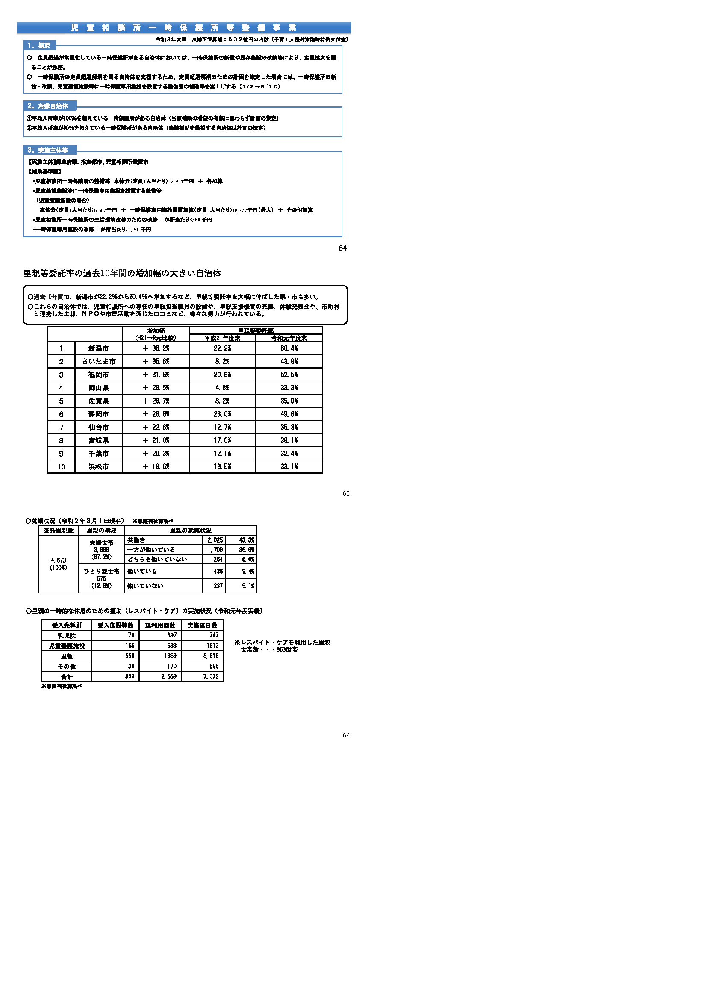 児童相談所一時保護所等整備事業
令和３年度第１次補正予算額：６０２億円の内数（子育て支援対策臨時特例交付金）
１．概要
○　定員超過が常態化している一時保護所がある自治体においては、一時保護所の新設や既存施設の改築等により、定員拡大を図
ることが急務。
○　一時保護所の定員超過解消を図る自治体を支援するため、定員超過解消のための計画を策定した場合には、一時保護所の新
設・改築、児童養護施設等に一時保護専用施設を設置する整備費の補助率を嵩上げする（１/２→９/１０）
２．対象自治体
①平均入所率が100％を超えている一時保護所がある自治体（当該補助の希望の有無に関わらず計画の策定）
②平均入所率が90％を超えている一時保護所がある自治体（当該補助を希望する自治体は計画の策定）
３．実施主体等
【実施主体】都道府県、指定都市、児童相談所設置市
【補助基準額】
・児童相談所一時保護所の整備等　本体分（定員1人当たり）12,934千円　＋　各加算
・児童養護施設等に一時保護専用施設を設置する整備等
（児童養護施設の場合）
本体分（定員1人当たり）6,602千円　＋　一時保護専用施設設置加算（定員1人当たり）18,722千円（最大）　＋　その他加算
・児童相談所一時保護所の生活環境改善のための改修　1か所当たり8,000千円
・一時保護専用施設の改修　1か所当たり21,900千円
64
里親等委託率の過去10年間の増加幅の大きい自治体
○過去10年間で、新潟市が22.2％から60.4％へ増加するなど、里親等委託率を大幅に伸ばした県・市も多い。
○これらの自治体では、児童相談所への専任の里親担当職員の設置や、里親支援機関の充実、体験発表会や、市町村
と連携した広報、ＮＰＯや市民活動を通じた口コミなど、様々な努力が行われている。
増加幅 里親等委託率
(H21→R元比較) 平成21年度末 令和元年度末
1 新潟市 ＋ 38.2% 22.2% 60.4%
2 さいたま市 ＋ 35.6% 8.2% 43.9%
3 福岡市 ＋ 31.6% 20.9% 52.5%
4 岡山県 ＋ 28.5% 4.8% 33.3%
5 佐賀県 ＋ 26.7% 8.2% 35.0%
6 静岡市 ＋ 26.6% 23.0% 49.6%
7 仙台市 ＋ 22.6% 12.7% 35.3%
8 宮城県 ＋ 21.0% 17.0% 38.1%
9 千葉市 ＋ 20.3% 12.1% 32.4%
10 浜松市 ＋ 19.6% 13.5% 33.1%
65
○就業状況（令和２年３月１日現在）　※家庭福祉課調べ
委託里親数 里親の構成 里親の就業状況
4,673
(100%)
夫婦世帯
3,998
(87.2%)
共働き 2,025 43.3%
一方が働いている 1,709 36.6%
どちらも働いていない 264 5.6%
ひとり親世帯
675
(12.8%)
働いている 438 9.4%
働いていない 237 5.1%
○里親の一時的な休息のための援助（レスパイト・ケア）の実施状況（令和元年度実績）
受入先種別 受入施設等数 延利用回数 実施延日数
乳児院 78 397 747
児童養護施設 165 633 1913
里親 558 1359 3,816
その他 38 170 596
合計 839 2,559 7,072
※家庭福祉課調べ
※レスパイト・ケアを利用した里親
世帯数・・・863世帯
66